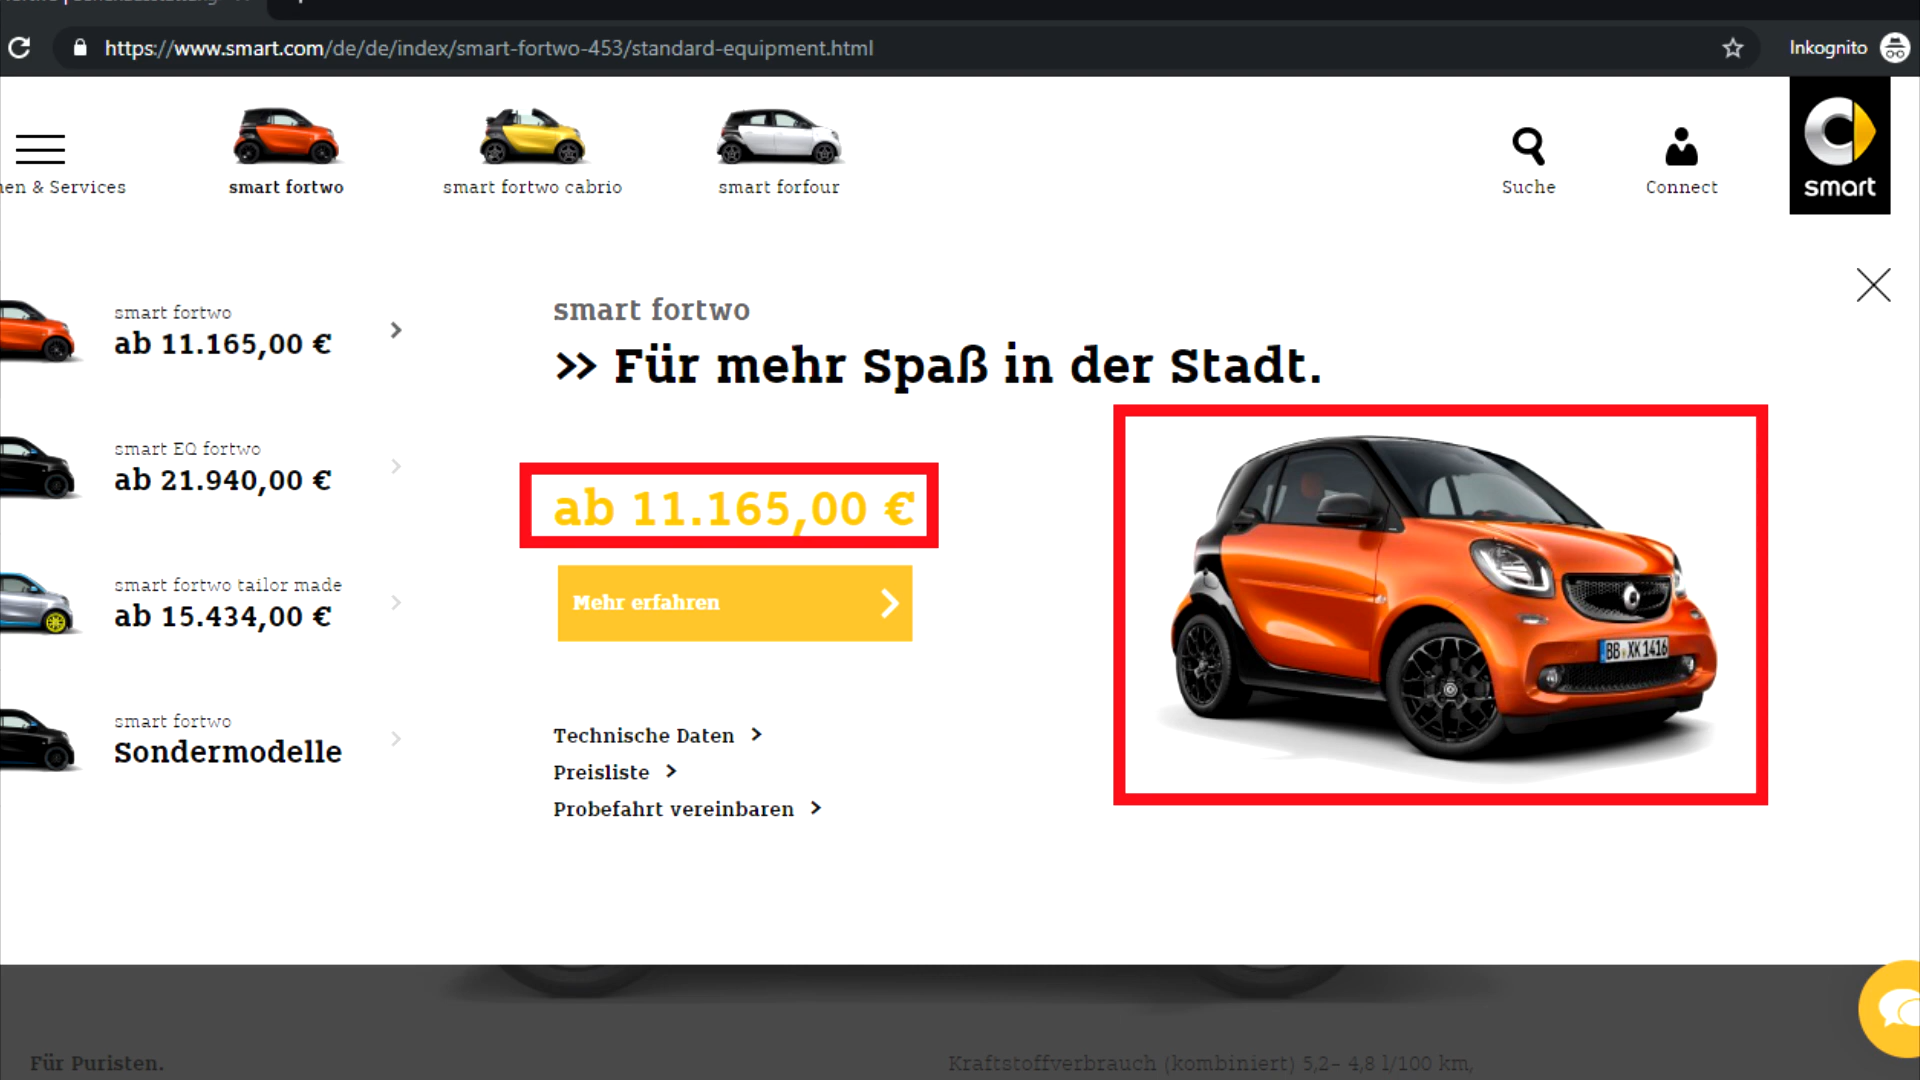 https://www.smart.com/de/de/index/smart-fortwo-453/standard-equipment.html
Inkognito
& Services
smart fortwo
smart fortwo cabrio
smart forfour
Suche
Connect
smart
smart fortwo
ab 11.165,00 €
smart EQ fortwo
ab 21.940,00 €
smart fortwo tailor made
ab 15.434,00 €
smart fortwo
Sondermodelle
smart fortwo
>> Für mehr Spaß in der Stadt.
ab 11.165,00 €
Mehr erfahren
Technische Daten
Preisliste
Probefahrt vereinbaren
BB XK 1416
Für Puristen.
Kraftstoffverbrauch (kombiniert) 5,2– 4,8 l/100 km,